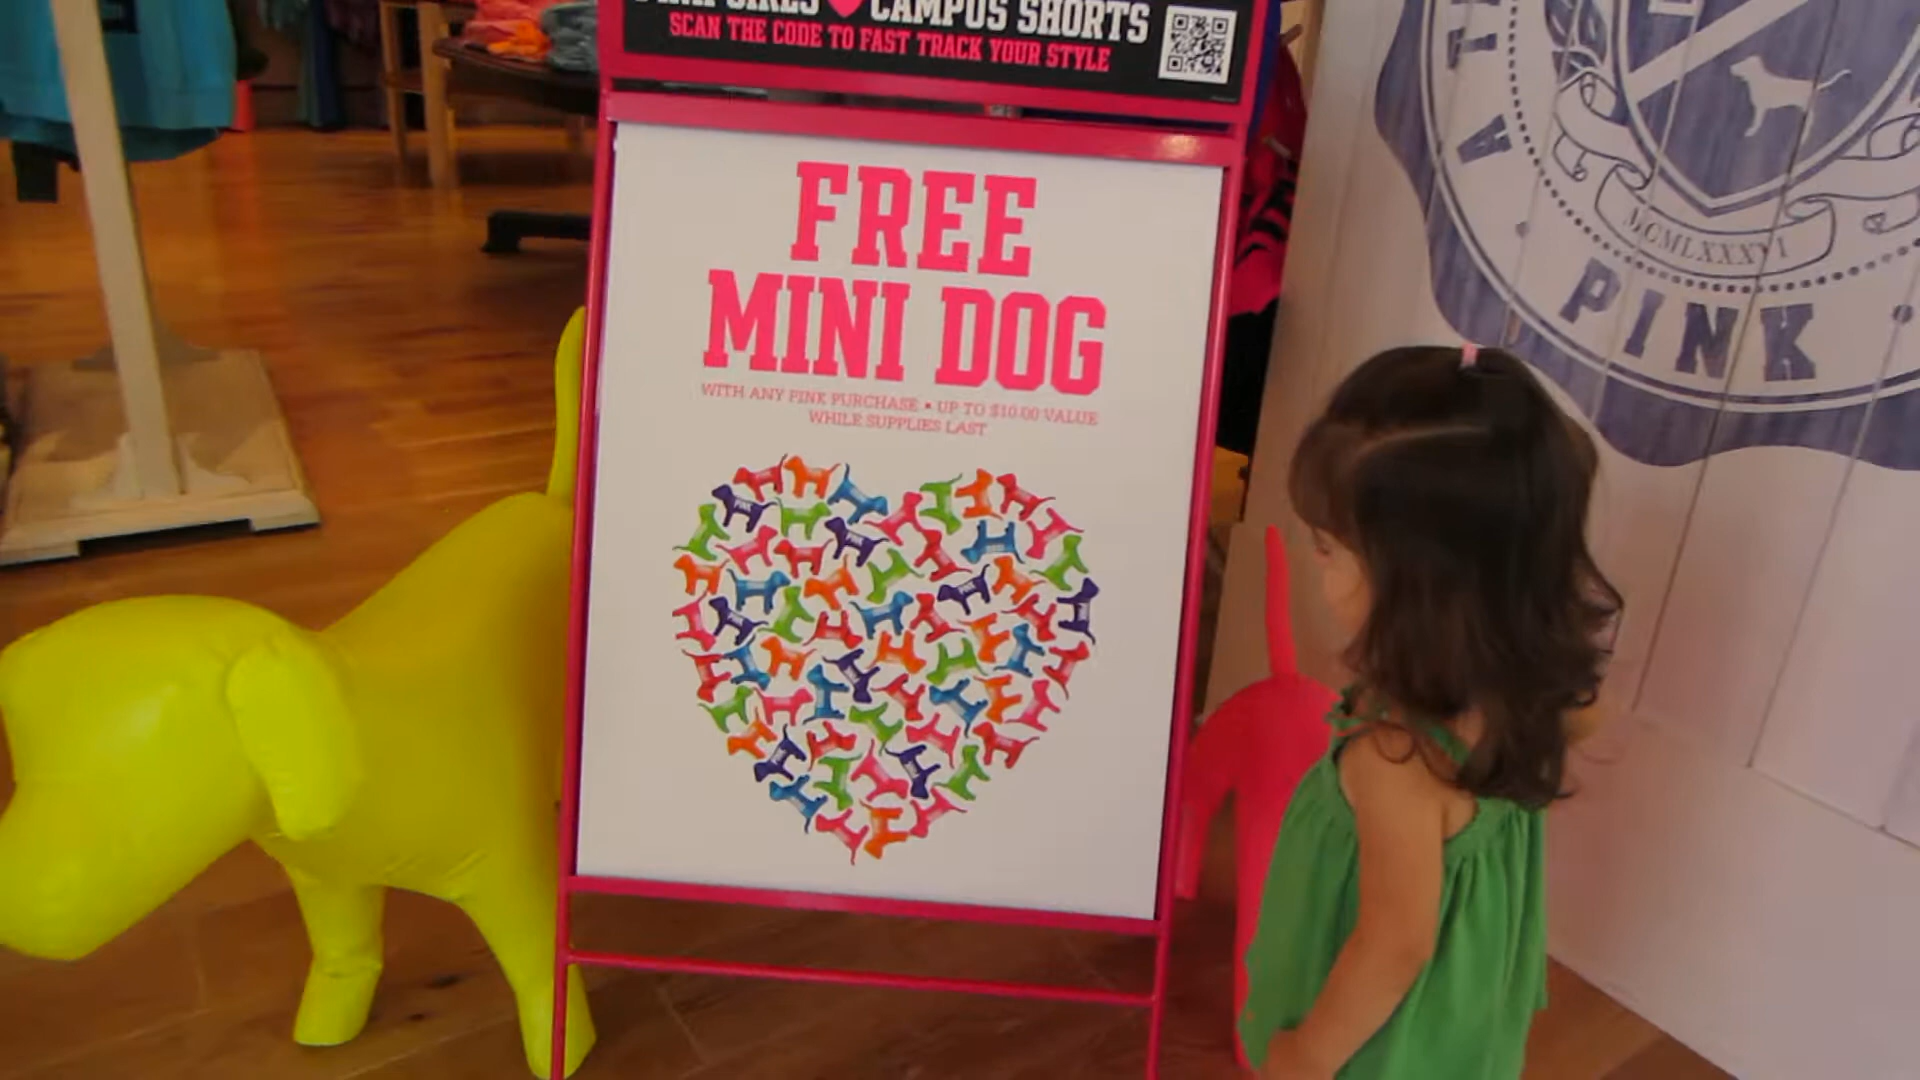 CAMPUS SHORTS
SCAN THE CODE TO FAST TRACK YOUR STYLE
FREE
MINI DOG
WITH ANY PINK PURCHASE • UP TO $10.00 VALUE
WHILE SUPPLIES LAST
MCMLXXXVI
PINK